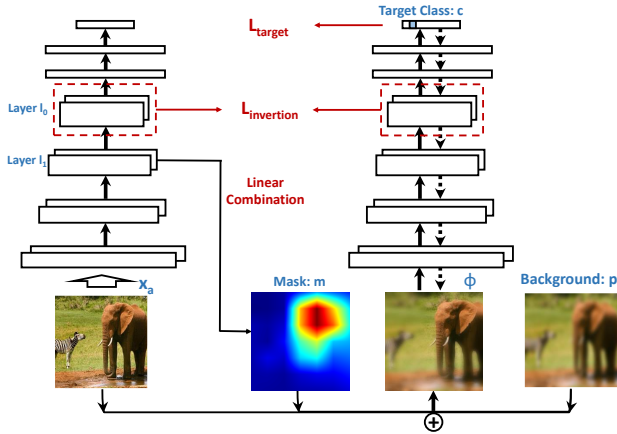 Target Class: c
L_target
Layer l_0
L_invertion
Layer l_1
Linear
Combination
x_a
Mask: m
ϕ
Background: p